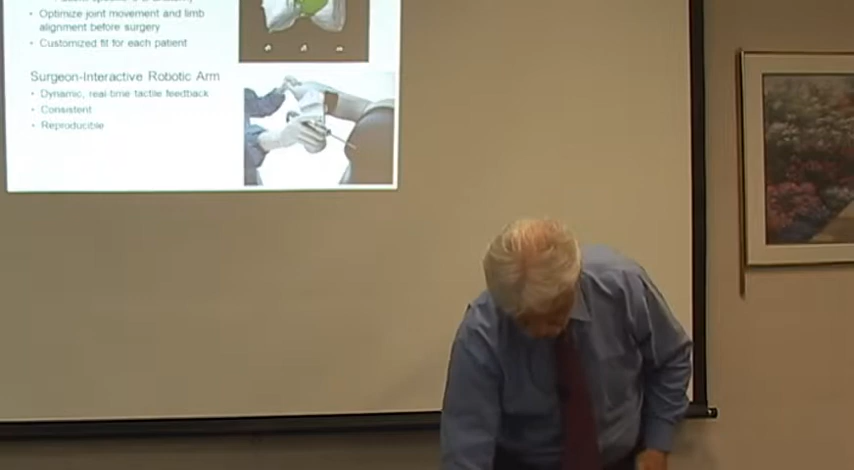 • Optimize joint movement and limb
alignment before surgery
• Customized fit for each patient
Surgeon-Interactive Robotic Arm
• Dynamic, real-time tactile feedback
• Consistent
• Reproducible